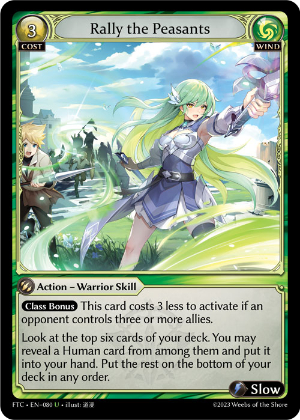 3
Rally the Peasants
COST
WIND
Action – Warrior Skill
Class Bonus This card costs 3 less to activate if an
opponent controls three or more allies.
Look at the top six cards of your deck. You may
reveal a Human card from among them and put it
into your hand. Put the rest on the bottom of your
deck in any order.
Slow
FTC • EN-080 U • illust:
©2023 Weebs of the Shore